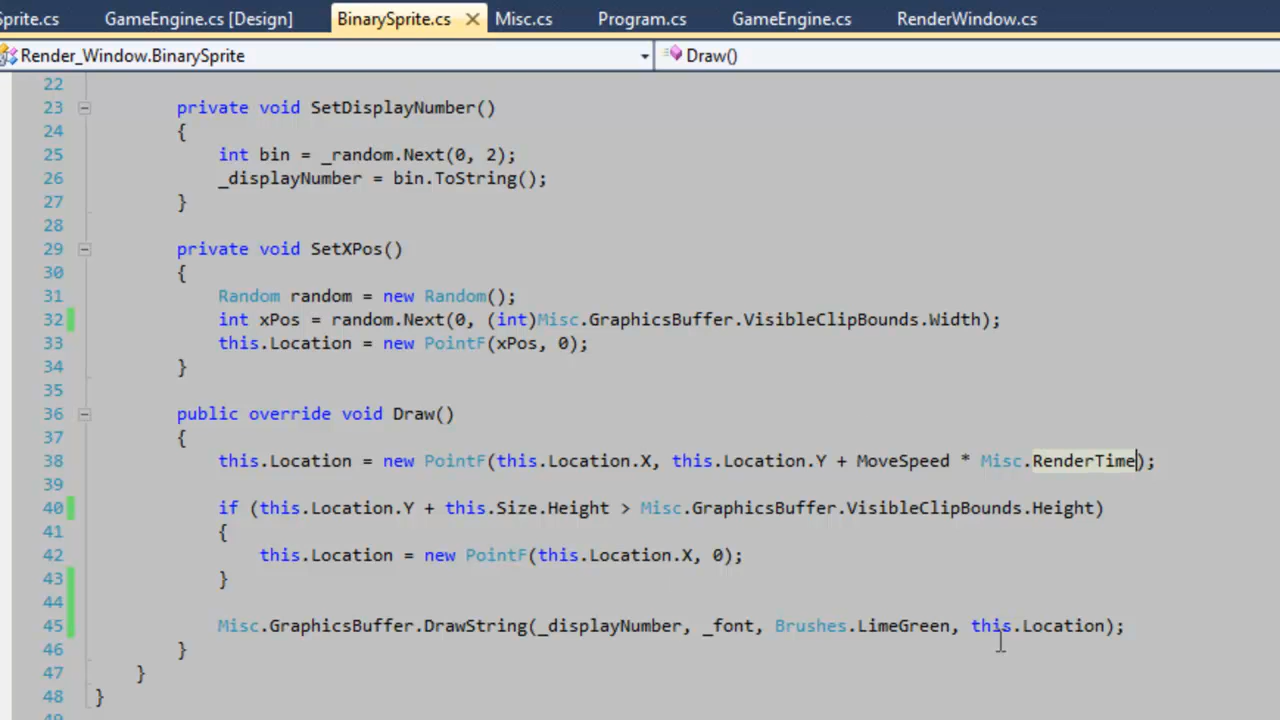 Sprite.cs GameEngine.cs [Design] BinarySprite.cs Misc.cs Program.cs GameEngine.cs RenderWindow.cs
Render_Window.BinarySprite Draw()
22
23 private void SetDisplayNumber()
24 {
25 int bin = _random.Next(0, 2);
26 _displayNumber = bin.ToString();
27 }
28
29 private void SetXPos()
30 {
31 Random random = new Random();
32 int xPos = random.Next(0, (int)Misc.GraphicsBuffer.VisibleClipBounds.Width);
33 this.Location = new PointF(xPos, 0);
34 }
35
36 public override void Draw()
37 {
38 this.Location = new PointF(this.Location.X, this.Location.Y + MoveSpeed * Misc.RenderTime);
39
40 if (this.Location.Y + this.Size.Height > Misc.GraphicsBuffer.VisibleClipBounds.Height)
41 {
42 this.Location = new PointF(this.Location.X, 0);
43 }
44
45 Misc.GraphicsBuffer.DrawString(_displayNumber, _font, Brushes.LimeGreen, this.Location);
46 }
47 }
48 }